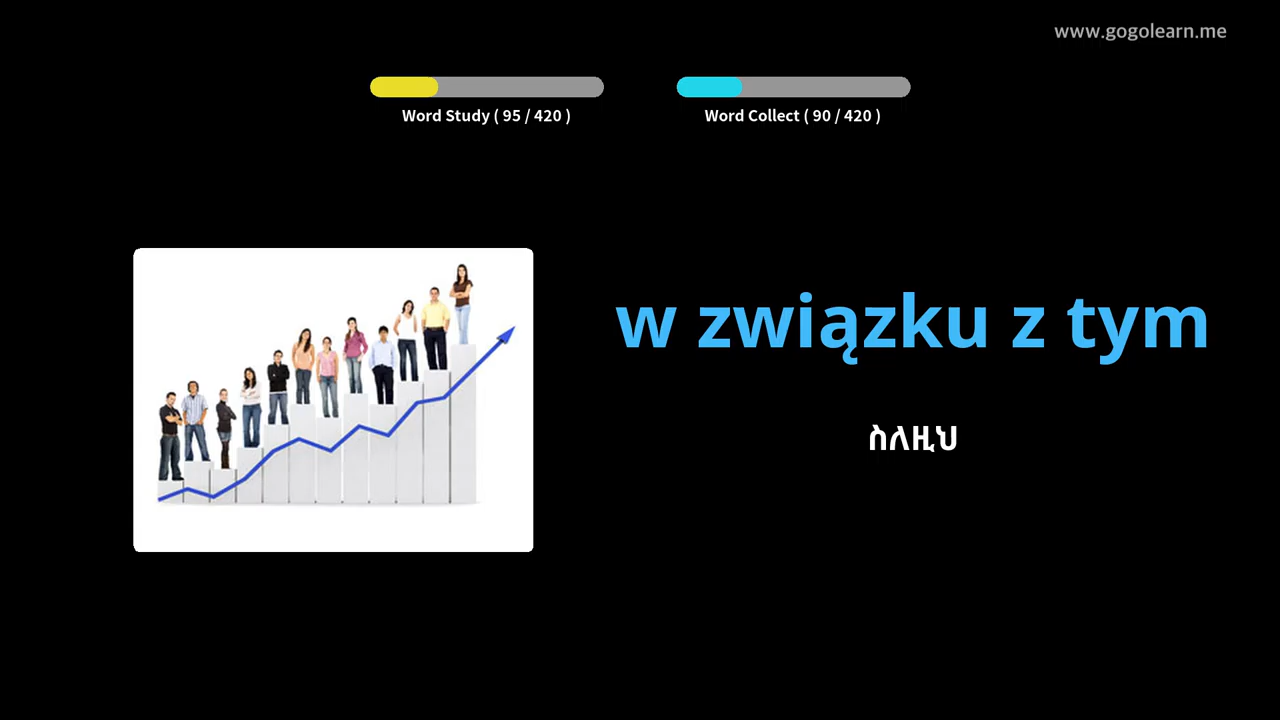 www.gogolearn.me
Word Study ( 95 / 420 )
Word Collect ( 90 / 420 )
w związku z tym
ስለዚህ